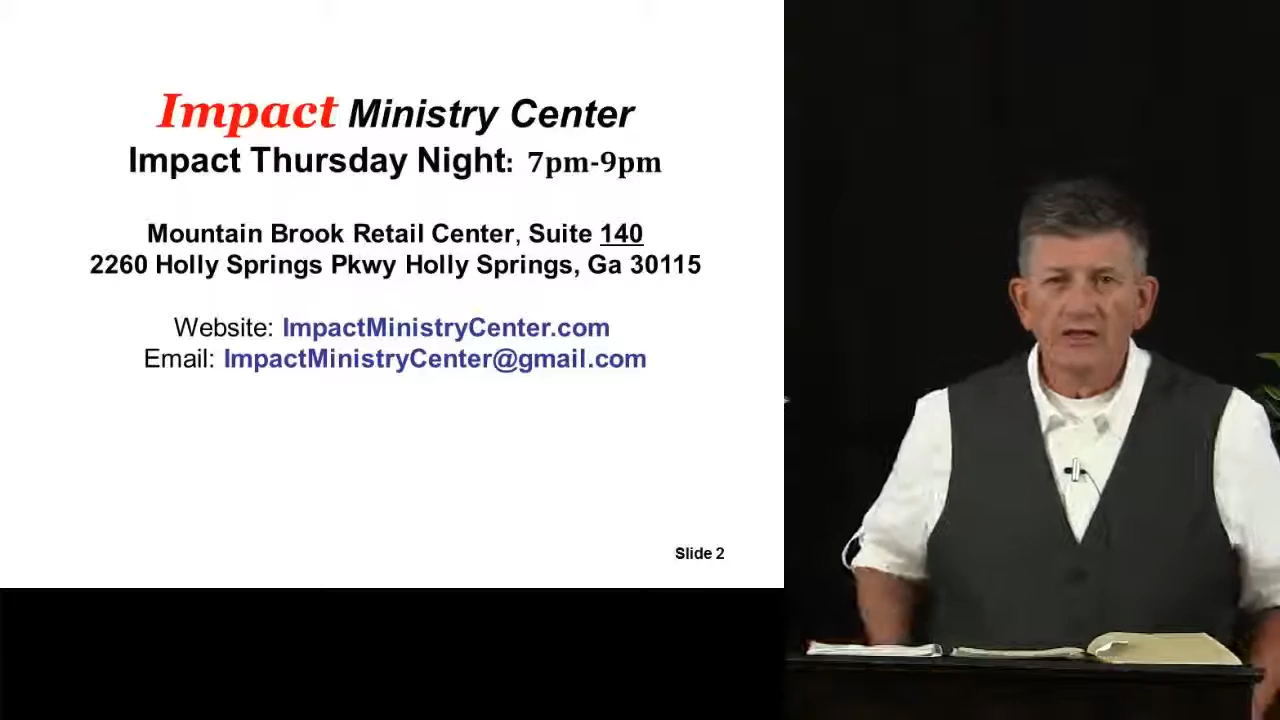 Impact Ministry Center
Impact Thursday Night: 7pm-9pm
Mountain Brook Retail Center, Suite 140
2260 Holly Springs Pkwy Holly Springs, Ga 30115
Website: ImpactMinistryCenter.com
Email: ImpactMinistryCenter@gmail.com
Slide 2